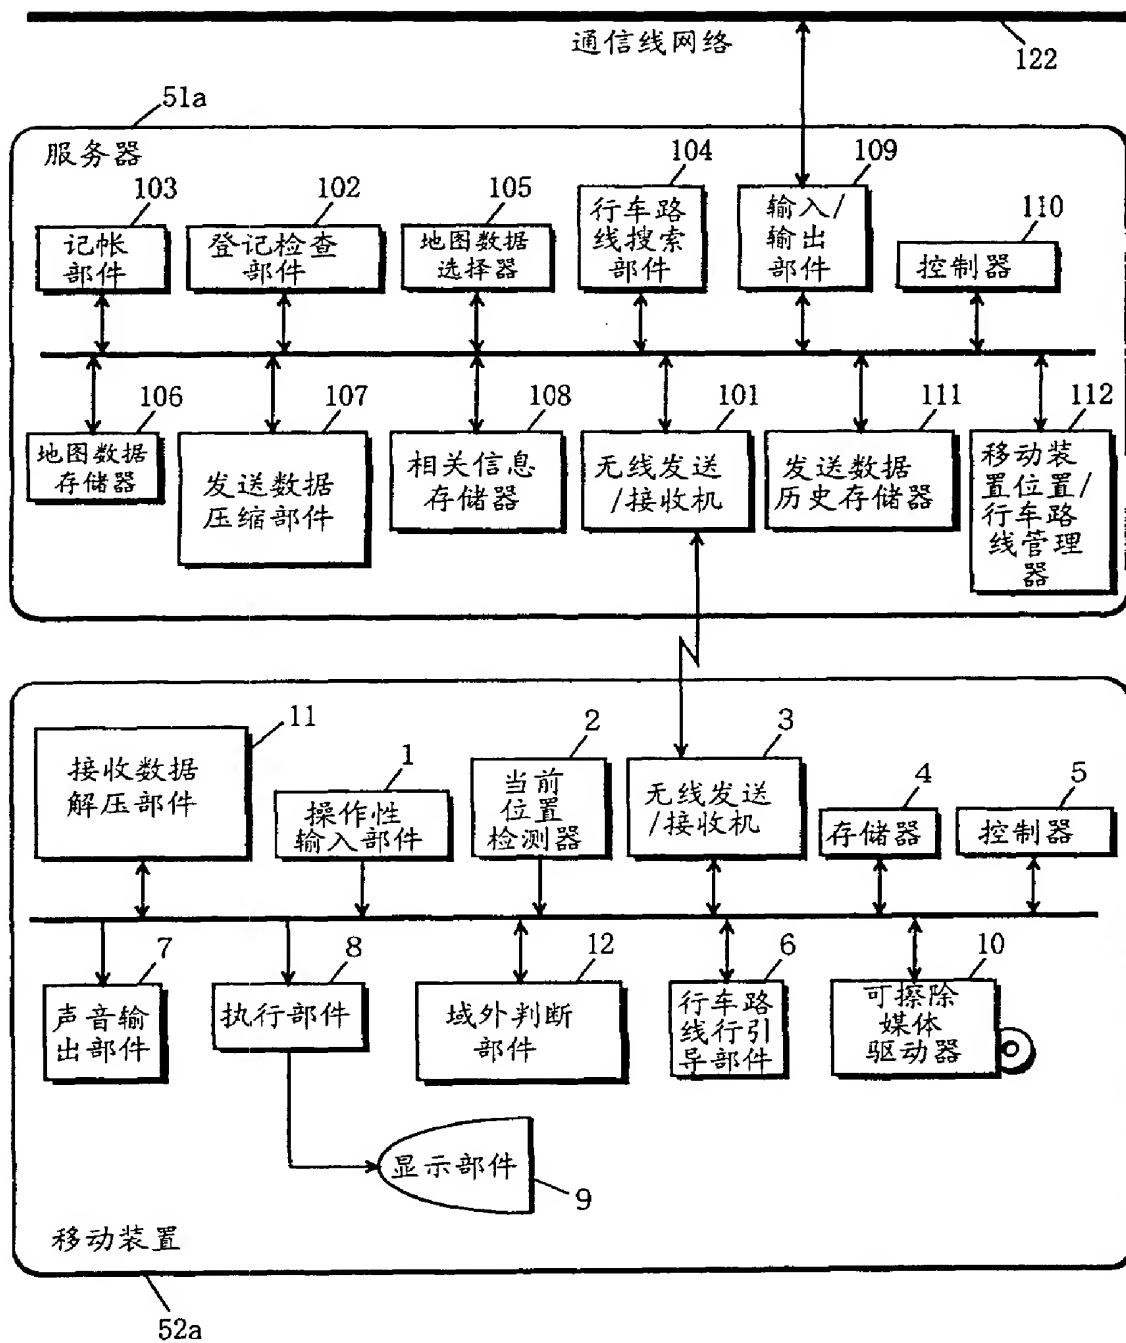 通信线网络
122
51a
服务器
103
记帐
部件
102
登记检查
部件
105
地图数据
选择器
104
行车路
线搜索
部件
109
输入/
输出
部件
110
控制器
106
地图数据
存储器
107
发送数据
压缩部件
108
相关信息
存储器
101
无线发送
/接收机
111
发送数据
历史存储器
112
移动装
置位置/
行车路
线管理
器
11
接收数据
解压部件
1
操作性
输入部件
2
当前
位置
检测器
3
无线发送
/接收机
4
存储器
5
控制器
7
声音输
出部件
8
执行部件
12
域外判断
部件
6
行车路
线行引
导部件
10
可擦除
媒体
驱动器
显示部件
9
移动装置
52a